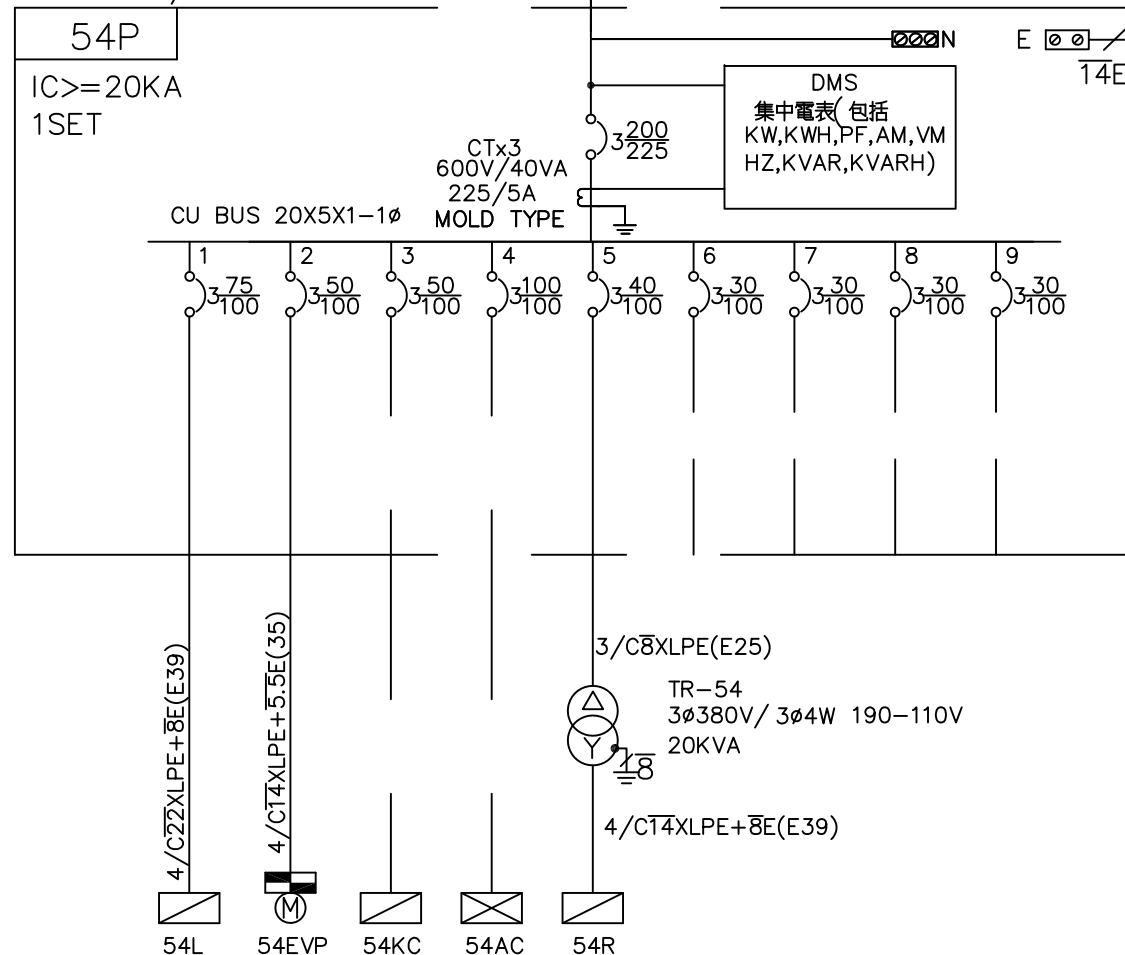 54P
IC>=20KA
1SET
N
E
14E
DMS
集中電表(包括
KW,KWH,PF,AM,VM
HZ,KVAR,KVARH)
3 200/225
CTx3
600V/40VA
225/5A
MOLD TYPE
CU BUS 20X5X1-1ø
1 2 3 4 5 6 7 8 9
3 75/100 3 50/100 3 50/100 3 100/100 3 40/100 3 30/100 3 30/100 3 30/100 3 30/100
4/C22XLPE+8E(E39)
4/C14XLPE+5.5E(35)
3/C8XLPE(E25)
TR-54
3ø380V/ 3ø4W 190-110V
20KVA
Y
8
4/C14XLPE+8E(E39)
M
54L 54EVP 54KC 54AC 54R